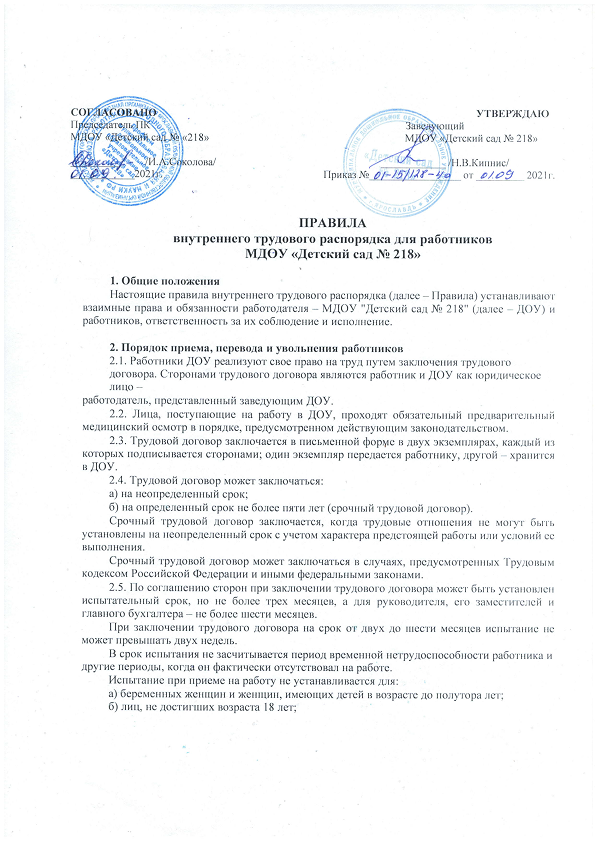 СОГЛАСОВАНО
Председатель ПК
МДОУ «Детский сад № «218»
/И.А.Соколова/
01.09 2021г.
УТВЕРЖДАЮ
Заведующий
МДОУ «Детский сад № 218»
/Н.В.Киппис/
Приказ № 01-15/128-40 от 01.09 2021г.
ПРАВИЛА
внутреннего трудового распорядка для работников
МДОУ «Детский сад № 218»
1. Общие положения
Настоящие правила внутреннего трудового распорядка (далее – Правила) устанавливают
взаимные права и обязанности работодателя – МДОУ "Детский сад № 218" (далее – ДОУ) и
работников, ответственность за их соблюдение и исполнение.
2. Порядок приема, перевода и увольнения работников
2.1. Работники ДОУ реализуют свое право на труд путем заключения трудового
договора. Сторонами трудового договора являются работник и ДОУ как юридическое
лицо –
работодатель, представленный заведующим ДОУ.
2.2. Лица, поступающие на работу в ДОУ, проходят обязательный предварительный
медицинский осмотр в порядке, предусмотренном действующим законодательством.
2.3. Трудовой договор заключается в письменной форме в двух экземплярах, каждый из
которых подписывается сторонами; один экземпляр передается работнику, другой – хранится
в ДОУ.
2.4. Трудовой договор может заключаться:
а) на неопределенный срок;
б) на определенный срок не более пяти лет (срочный трудовой договор).
Срочный трудовой договор заключается, когда трудовые отношения не могут быть
установлены на неопределенный срок с учетом характера предстоящей работы или условий ее
выполнения.
Срочный трудовой договор может заключаться в случаях, предусмотренных Трудовым
кодексом Российской Федерации и иными федеральными законами.
2.5. По соглашению сторон при заключении трудового договора может быть установлен
испытательный срок, но не более трех месяцев, а для руководителя, его заместителей и
главного бухгалтера – не более шести месяцев.
При заключении трудового договора на срок от двух до шести месяцев испытание не
может превышать двух недель.
В срок испытания не засчитывается период временной нетрудоспособности работника и
другие периоды, когда он фактически отсутствовал на работе.
Испытание при приеме на работу не устанавливается для:
а) беременных женщин и женщин, имеющих детей в возрасте до полутора лет;
б) лиц, не достигших возраста 18 лет;